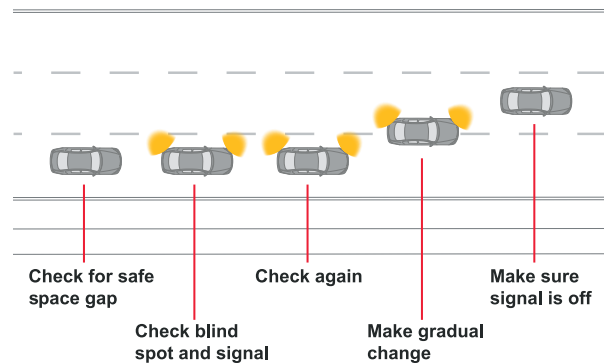 Check for safe
space gap
Check blind
spot and signal
Check again
Make gradual
change
Make sure
signal is off